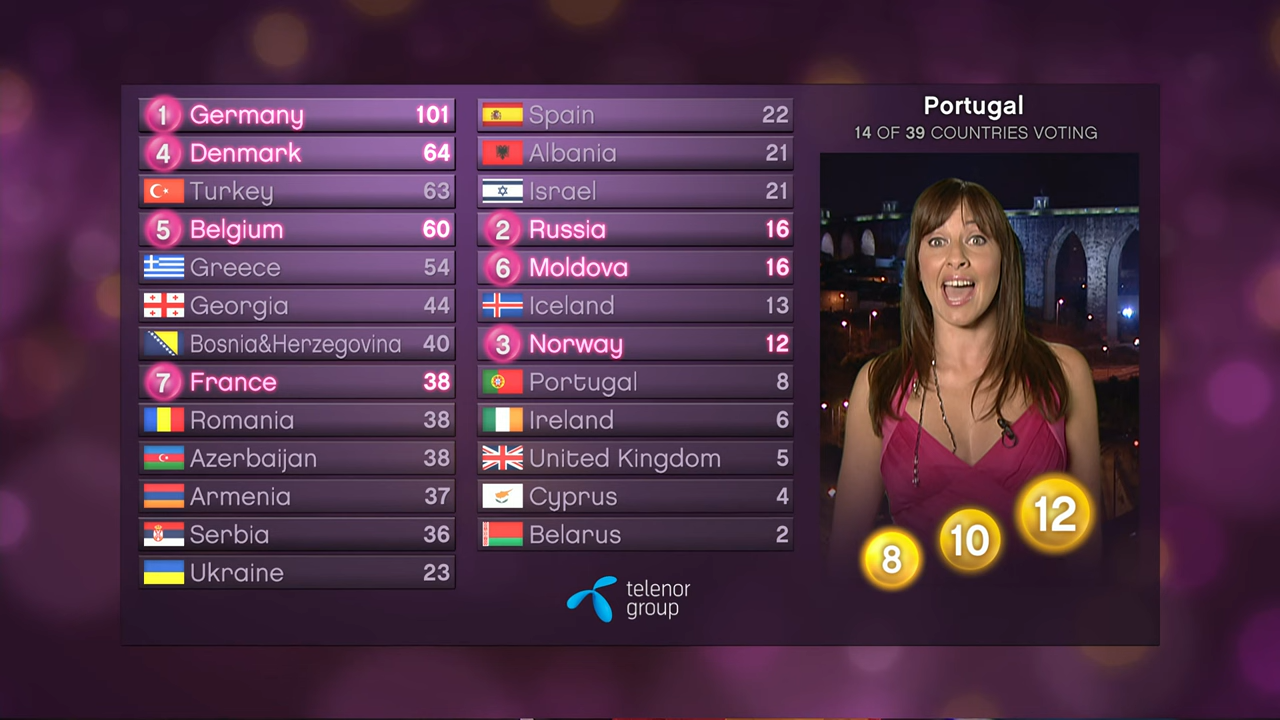 1 Germany 101
4 Denmark 64
Turkey 63
5 Belgium 60
Greece 54
Georgia 44
Bosnia&Herzegovina 40
7 France 38
Romania 38
Azerbaijan 38
Armenia 37
Serbia 36
Ukraine 23
Spain 22
Albania 21
Israel 21
2 Russia 16
6 Moldova 16
Iceland 13
3 Norway 12
Portugal 8
Ireland 6
United Kingdom 5
Cyprus 4
Belarus 2
telenor
group
Portugal
14 OF 39 COUNTRIES VOTING
8 10 12